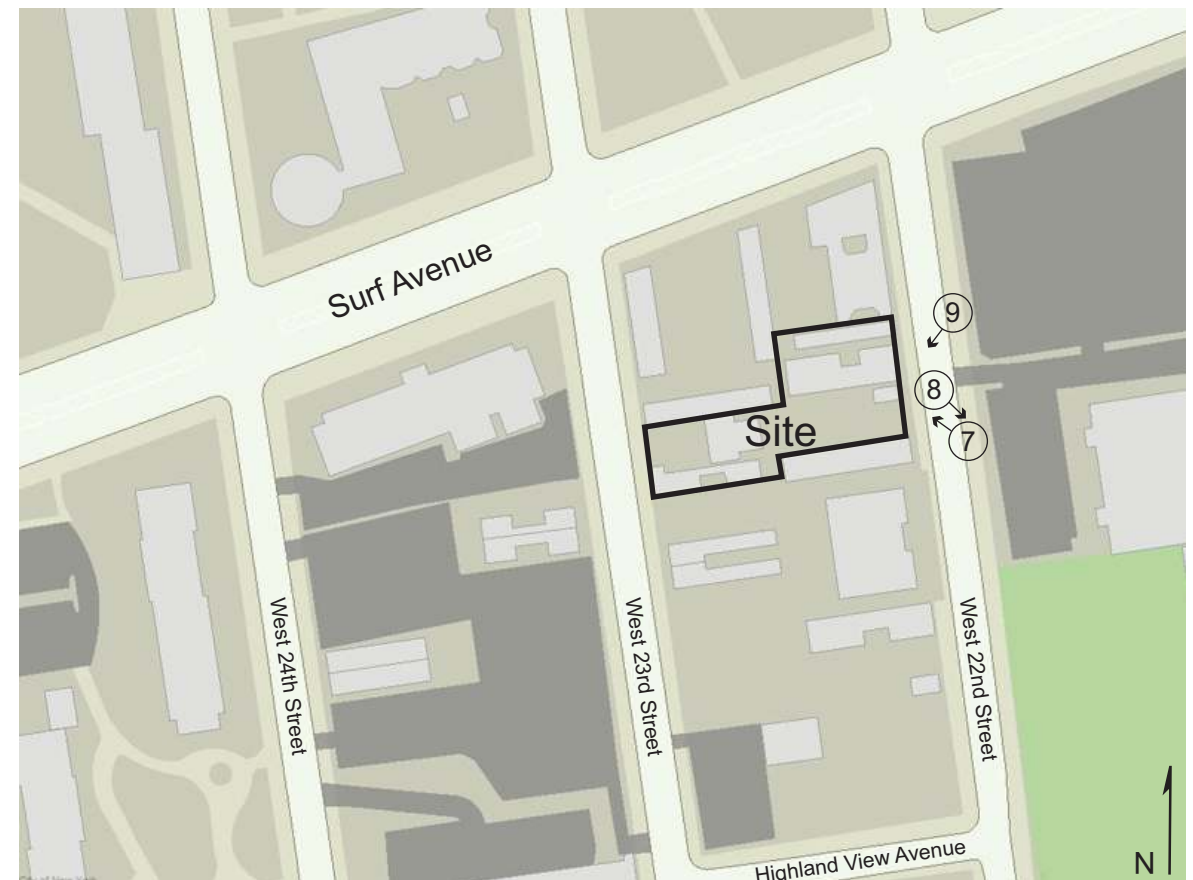 Surf Avenue
9
8
Site
7
West 24th Street
West 23rd Street
West 22nd Street
Highland View Avenue
N